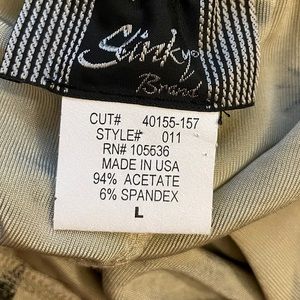 Slinky
Brand
CUT# 40155-157
STYLE# 011
RN# 105636
MADE IN USA
94% ACETATE
6% SPANDEX
L